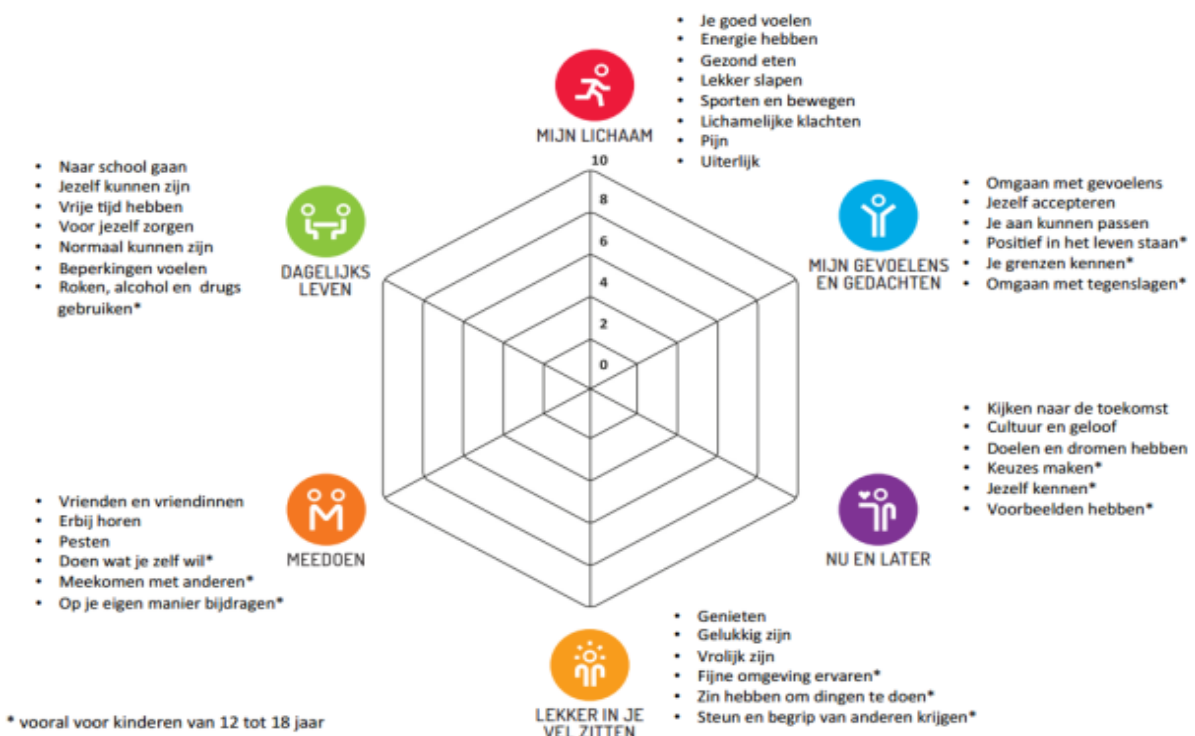 • Je goed voelen
• Energie hebben
• Gezond eten
• Lekker slapen
• Sporten en bewegen
• Lichamelijke klachten
• Pijn
• Uiterlijk
MIJN LICHAAM
• Naar school gaan
• Jezelf kunnen zijn
• Vrije tijd hebben
• Voor jezelf zorgen
• Normaal kunnen zijn
• Beperkingen voelen
• Roken, alcohol en drugs
gebruiken*
DAGELIJKS
LEVEN
10
8
6
4
2
0
• Omgaan met gevoelens
• Jezelf accepteren
• Je aan kunnen passen
• Positief in het leven staan*
• Je grenzen kennen*
• Omgaan met tegenslagen*
MIJN GEVOELENS
EN GEDACHTEN
• Vrienden en vriendinnen
• Erbij horen
• Pesten
• Doen wat je zelf wil*
• Meekomen met anderen*
• Op je eigen manier bijdragen*
MEEDOEN
• Kijken naar de toekomst
• Cultuur en geloof
• Doelen en dromen hebben
• Keuzes maken*
• Jezelf kennen*
• Voorbeelden hebben*
NU EN LATER
• Genieten
• Gelukkig zijn
• Vrolijk zijn
• Fijne omgeving ervaren*
• Zin hebben om dingen te doen*
• Steun en begrip van anderen krijgen*
LEKKER IN JE
VEL ZITTEN
* vooral voor kinderen van 12 tot 18 jaar